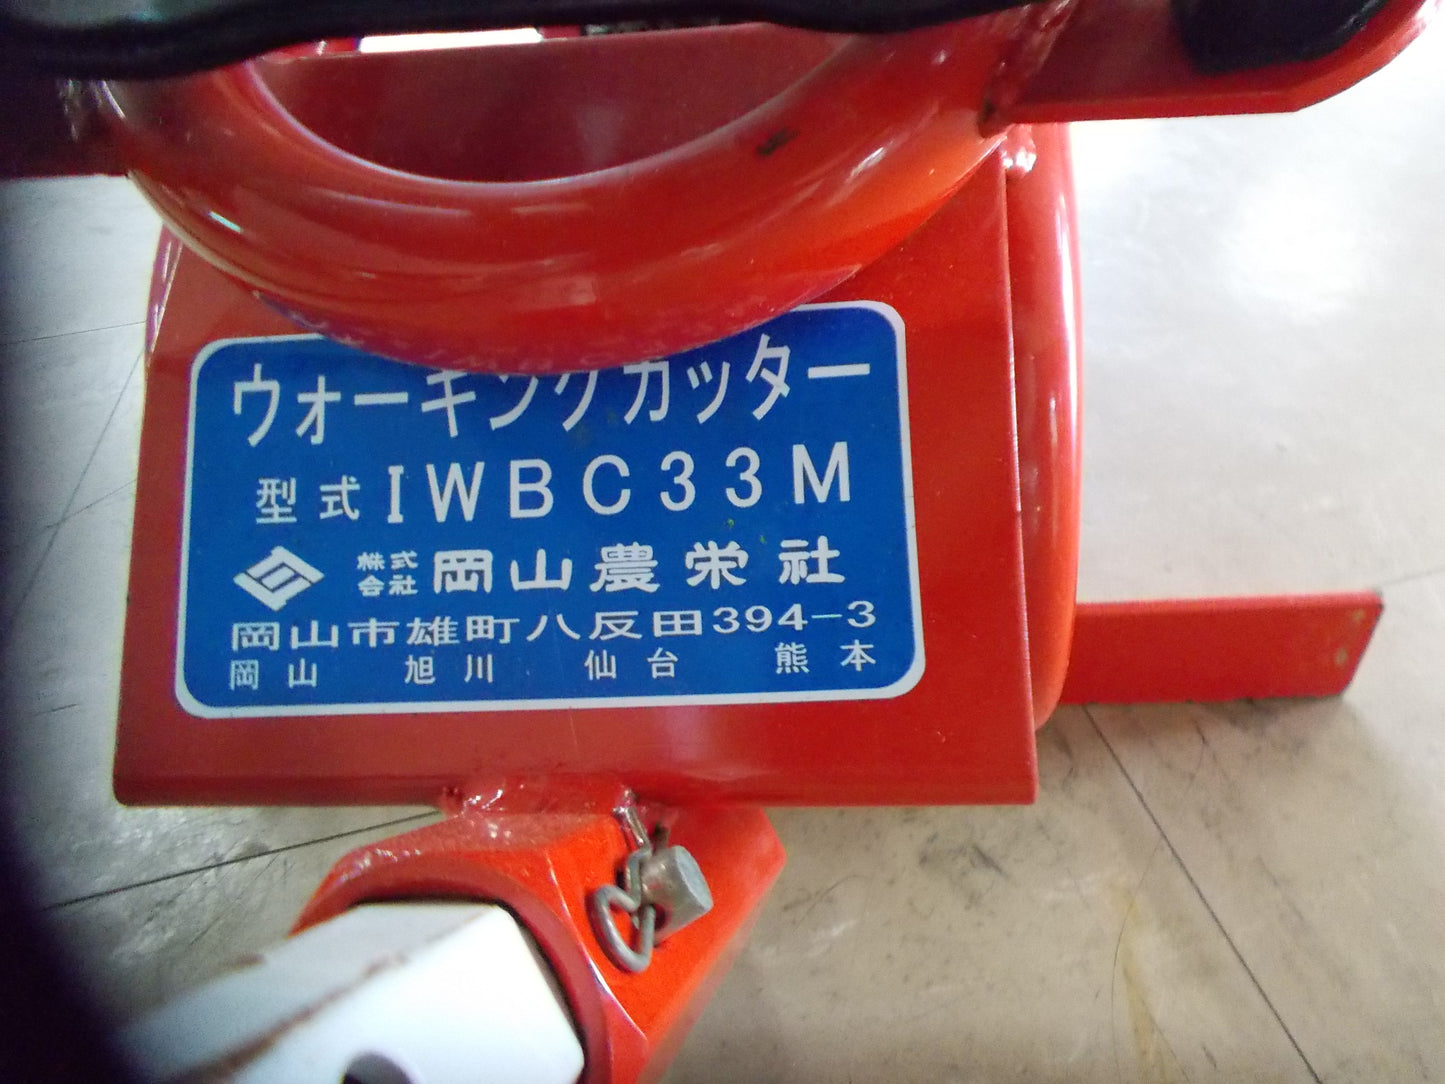 ウォーキングカッター
型式 IWBC33M
株式会社 岡山農栄社
岡山市雄町八反田394-3
岡山 旭川 仙台 熊本